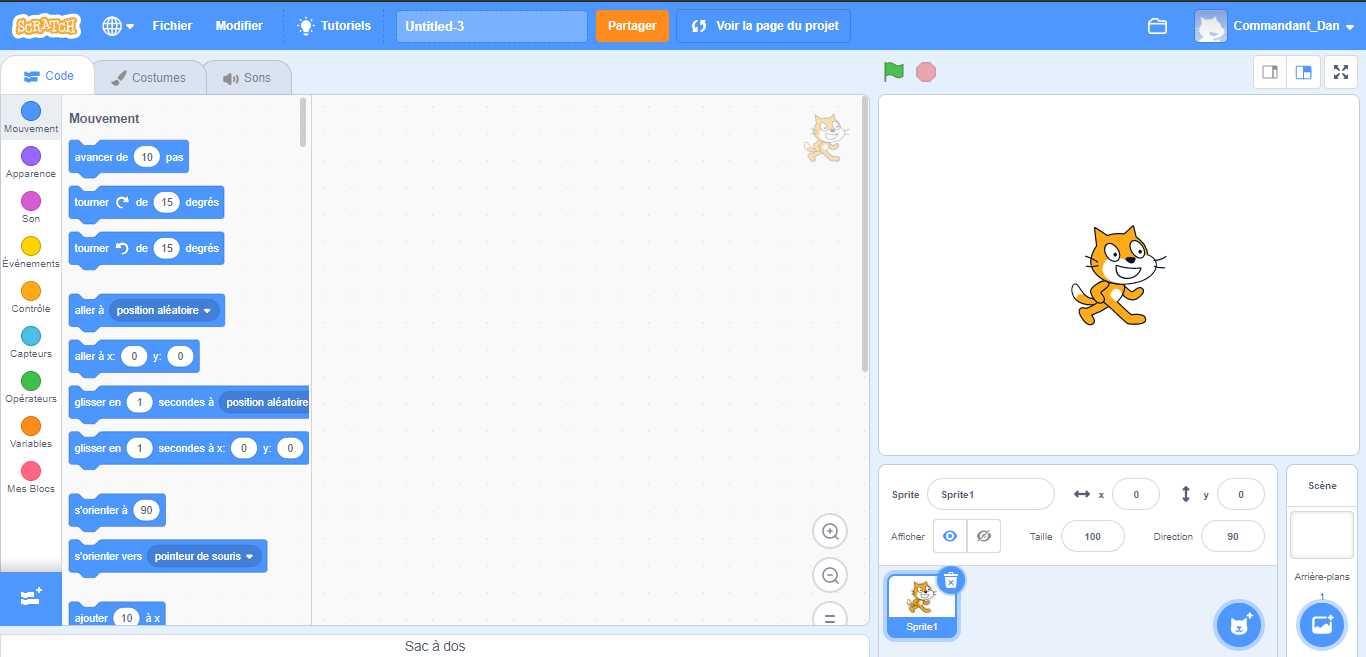 SCRATCH
Fichier
Modifier
Tutoriels
Untitled-3
Partager
Voir la page du projet
Commandant_Dan
Code
Costumes
Sons
Mouvement
Apparence
Son
Événements
Contrôle
Capteurs
Opérateurs
Variables
Mes Blocs
Mouvement
avancer de 10 pas
tourner de 15 degrés
tourner de 15 degrés
aller à position aléatoire
aller à x: 0 y: 0
glisser en 1 secondes à position aléatoire
glisser en 1 secondes à x: 0 y: 0
s'orienter à 90
s'orienter vers pointeur de souris
ajouter 10 à x
Sac à dos
Sprite Sprite1 x 0 y 0
Afficher Taille 100 Direction 90
Sprite1
Scène
Arrière-plans
1